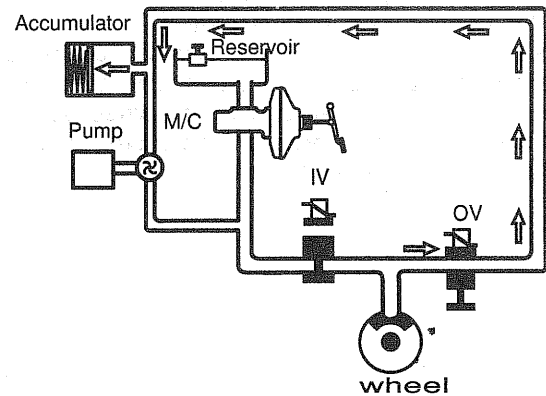 Accumulator
Reservoir
Pump
M/C
IV
OV
wheel